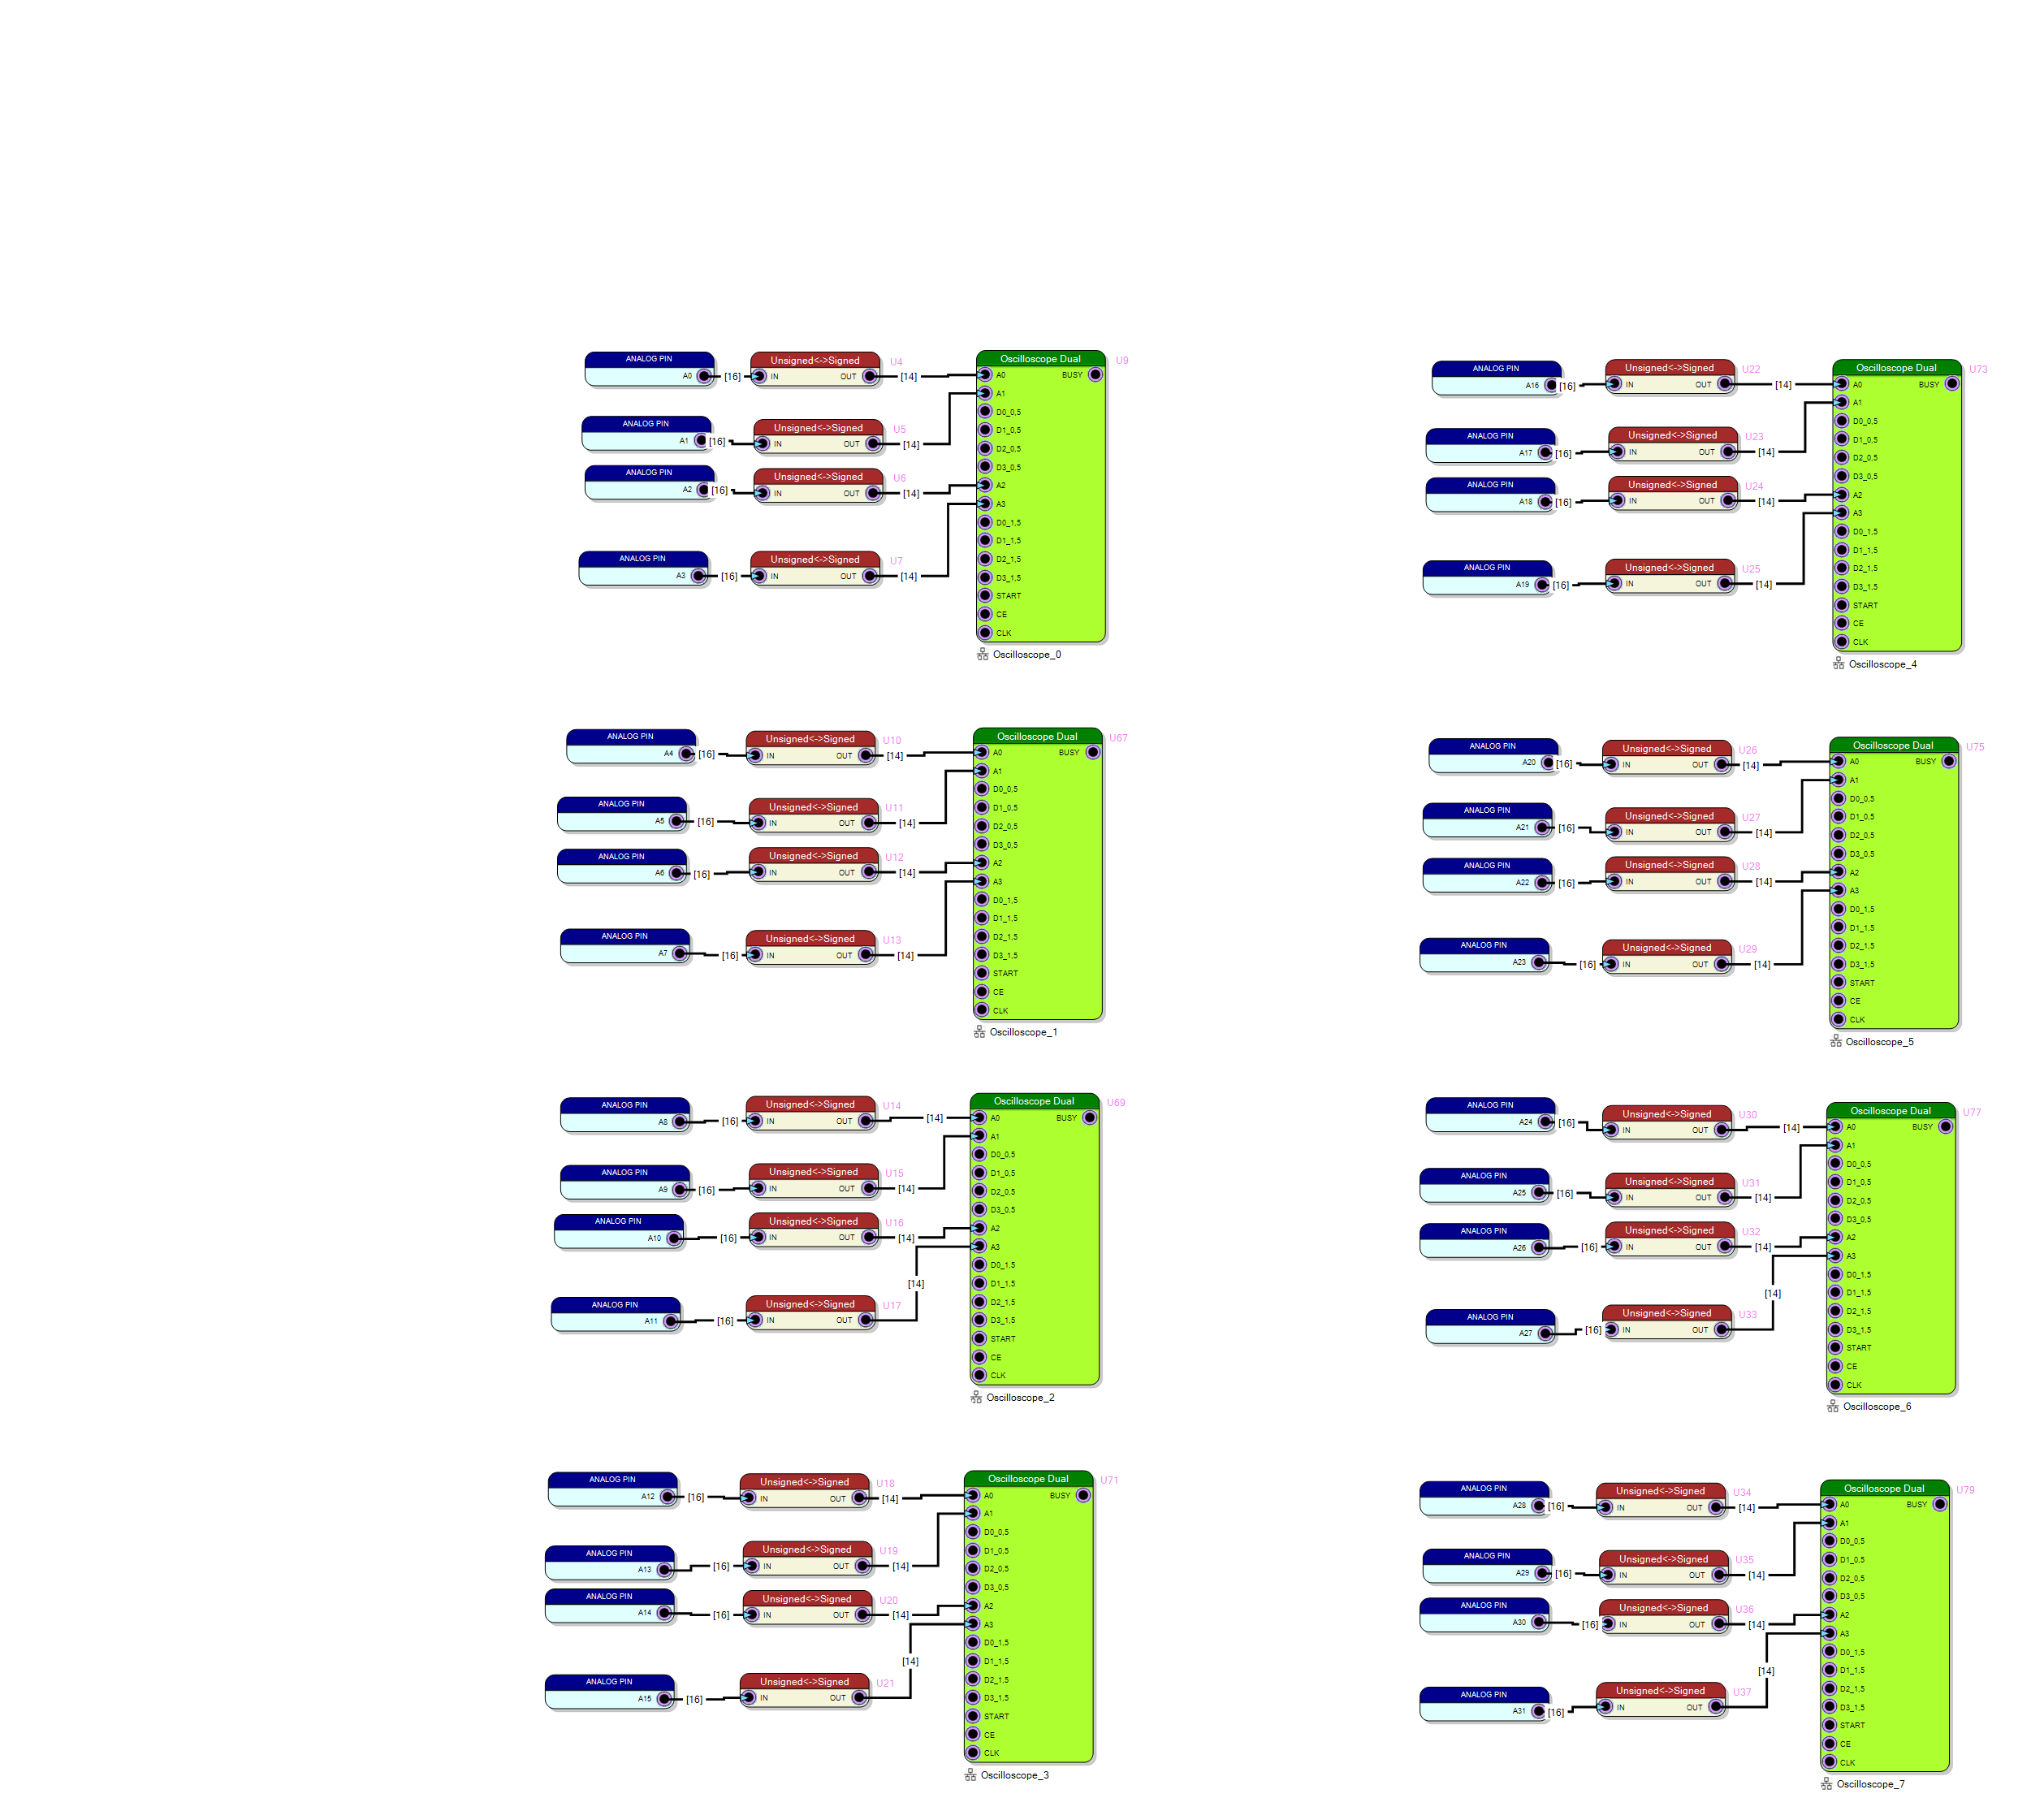 ANALOG PIN
A0
[16]
Unsigned<->Signed
U4
IN OUT
[14]
ANALOG PIN
A1
[16]
Unsigned<->Signed
U5
IN OUT
[14]
ANALOG PIN
A2
[16]
Unsigned<->Signed
U6
IN OUT
[14]
ANALOG PIN
A3
[16]
Unsigned<->Signed
U7
IN OUT
[14]
Oscilloscope Dual
U9
A0 BUSY
A1
D0_0,5
D1_0,5
D2_0,5
D3_0,5
A2
A3
D0_1,5
D1_1,5
D2_1,5
D3_1,5
START
CE
CLK
Oscilloscope_0
ANALOG PIN
A16
[16]
Unsigned<->Signed
U22
IN OUT
[14]
ANALOG PIN
A17
[16]
Unsigned<->Signed
U23
IN OUT
[14]
ANALOG PIN
A18
[16]
Unsigned<->Signed
U24
IN OUT
[14]
ANALOG PIN
A19
[16]
Unsigned<->Signed
U25
IN OUT
[14]
Oscilloscope Dual
U73
A0 BUSY
A1
D0_0,5
D1_0,5
D2_0,5
D3_0,5
A2
A3
D0_1,5
D1_1,5
D2_1,5
D3_1,5
START
CE
CLK
Oscilloscope_4
ANALOG PIN
A4
[16]
Unsigned<->Signed
U10
IN OUT
[14]
ANALOG PIN
A5
[16]
Unsigned<->Signed
U11
IN OUT
[14]
ANALOG PIN
A6
[16]
Unsigned<->Signed
U12
IN OUT
[14]
ANALOG PIN
A7
[16]
Unsigned<->Signed
U13
IN OUT
[14]
Oscilloscope Dual
U67
A0 BUSY
A1
D0_0,5
D1_0,5
D2_0,5
D3_0,5
A2
A3
D0_1,5
D1_1,5
D2_1,5
D3_1,5
START
CE
CLK
Oscilloscope_1
ANALOG PIN
A20
[16]
Unsigned<->Signed
U26
IN OUT
[14]
ANALOG PIN
A21
[16]
Unsigned<->Signed
U27
IN OUT
[14]
ANALOG PIN
A22
[16]
Unsigned<->Signed
U28
IN OUT
[14]
ANALOG PIN
A23
[16]
Unsigned<->Signed
U29
IN OUT
[14]
Oscilloscope Dual
U75
A0 BUSY
A1
D0_0,5
D1_0,5
D2_0,5
D3_0,5
A2
A3
D0_1,5
D1_1,5
D2_1,5
D3_1,5
START
CE
CLK
Oscilloscope_5
ANALOG PIN
A8
[16]
Unsigned<->Signed
U14
IN OUT
[14]
ANALOG PIN
A9
[16]
Unsigned<->Signed
U15
IN OUT
[14]
ANALOG PIN
A10
[16]
Unsigned<->Signed
U16
IN OUT
[14]
ANALOG PIN
A11
[16]
Unsigned<->Signed
U17
IN OUT
[14]
Oscilloscope Dual
U69
A0 BUSY
A1
D0_0,5
D1_0,5
D2_0,5
D3_0,5
A2
A3
D0_1,5
D1_1,5
D2_1,5
D3_1,5
START
CE
CLK
Oscilloscope_2
ANALOG PIN
A24
[16]
Unsigned<->Signed
U30
IN OUT
[14]
ANALOG PIN
A25
[16]
Unsigned<->Signed
U31
IN OUT
[14]
ANALOG PIN
A26
[16]
Unsigned<->Signed
U32
IN OUT
[14]
ANALOG PIN
A27
[16]
Unsigned<->Signed
U33
IN OUT
[14]
Oscilloscope Dual
U77
A0 BUSY
A1
D0_0,5
D1_0,5
D2_0,5
D3_0,5
A2
A3
D0_1,5
D1_1,5
D2_1,5
D3_1,5
START
CE
CLK
Oscilloscope_6
ANALOG PIN
A12
[16]
Unsigned<->Signed
U18
IN OUT
[14]
ANALOG PIN
A13
[16]
Unsigned<->Signed
U19
IN OUT
[14]
ANALOG PIN
A14
[16]
Unsigned<->Signed
U20
IN OUT
[14]
ANALOG PIN
A15
[16]
Unsigned<->Signed
U21
IN OUT
[14]
Oscilloscope Dual
U71
A0 BUSY
A1
D0_0,5
D1_0,5
D2_0,5
D3_0,5
A2
A3
D0_1,5
D1_1,5
D2_1,5
D3_1,5
START
CE
CLK
Oscilloscope_3
ANALOG PIN
A28
[16]
Unsigned<->Signed
U34
IN OUT
[14]
ANALOG PIN
A29
[16]
Unsigned<->Signed
U35
IN OUT
[14]
ANALOG PIN
A30
[16]
Unsigned<->Signed
U36
IN OUT
[14]
ANALOG PIN
A31
[16]
Unsigned<->Signed
U37
IN OUT
[14]
Oscilloscope Dual
U79
A0 BUSY
A1
D0_0,5
D1_0,5
D2_0,5
D3_0,5
A2
A3
D0_1,5
D1_1,5
D2_1,5
D3_1,5
START
CE
CLK
Oscilloscope_7